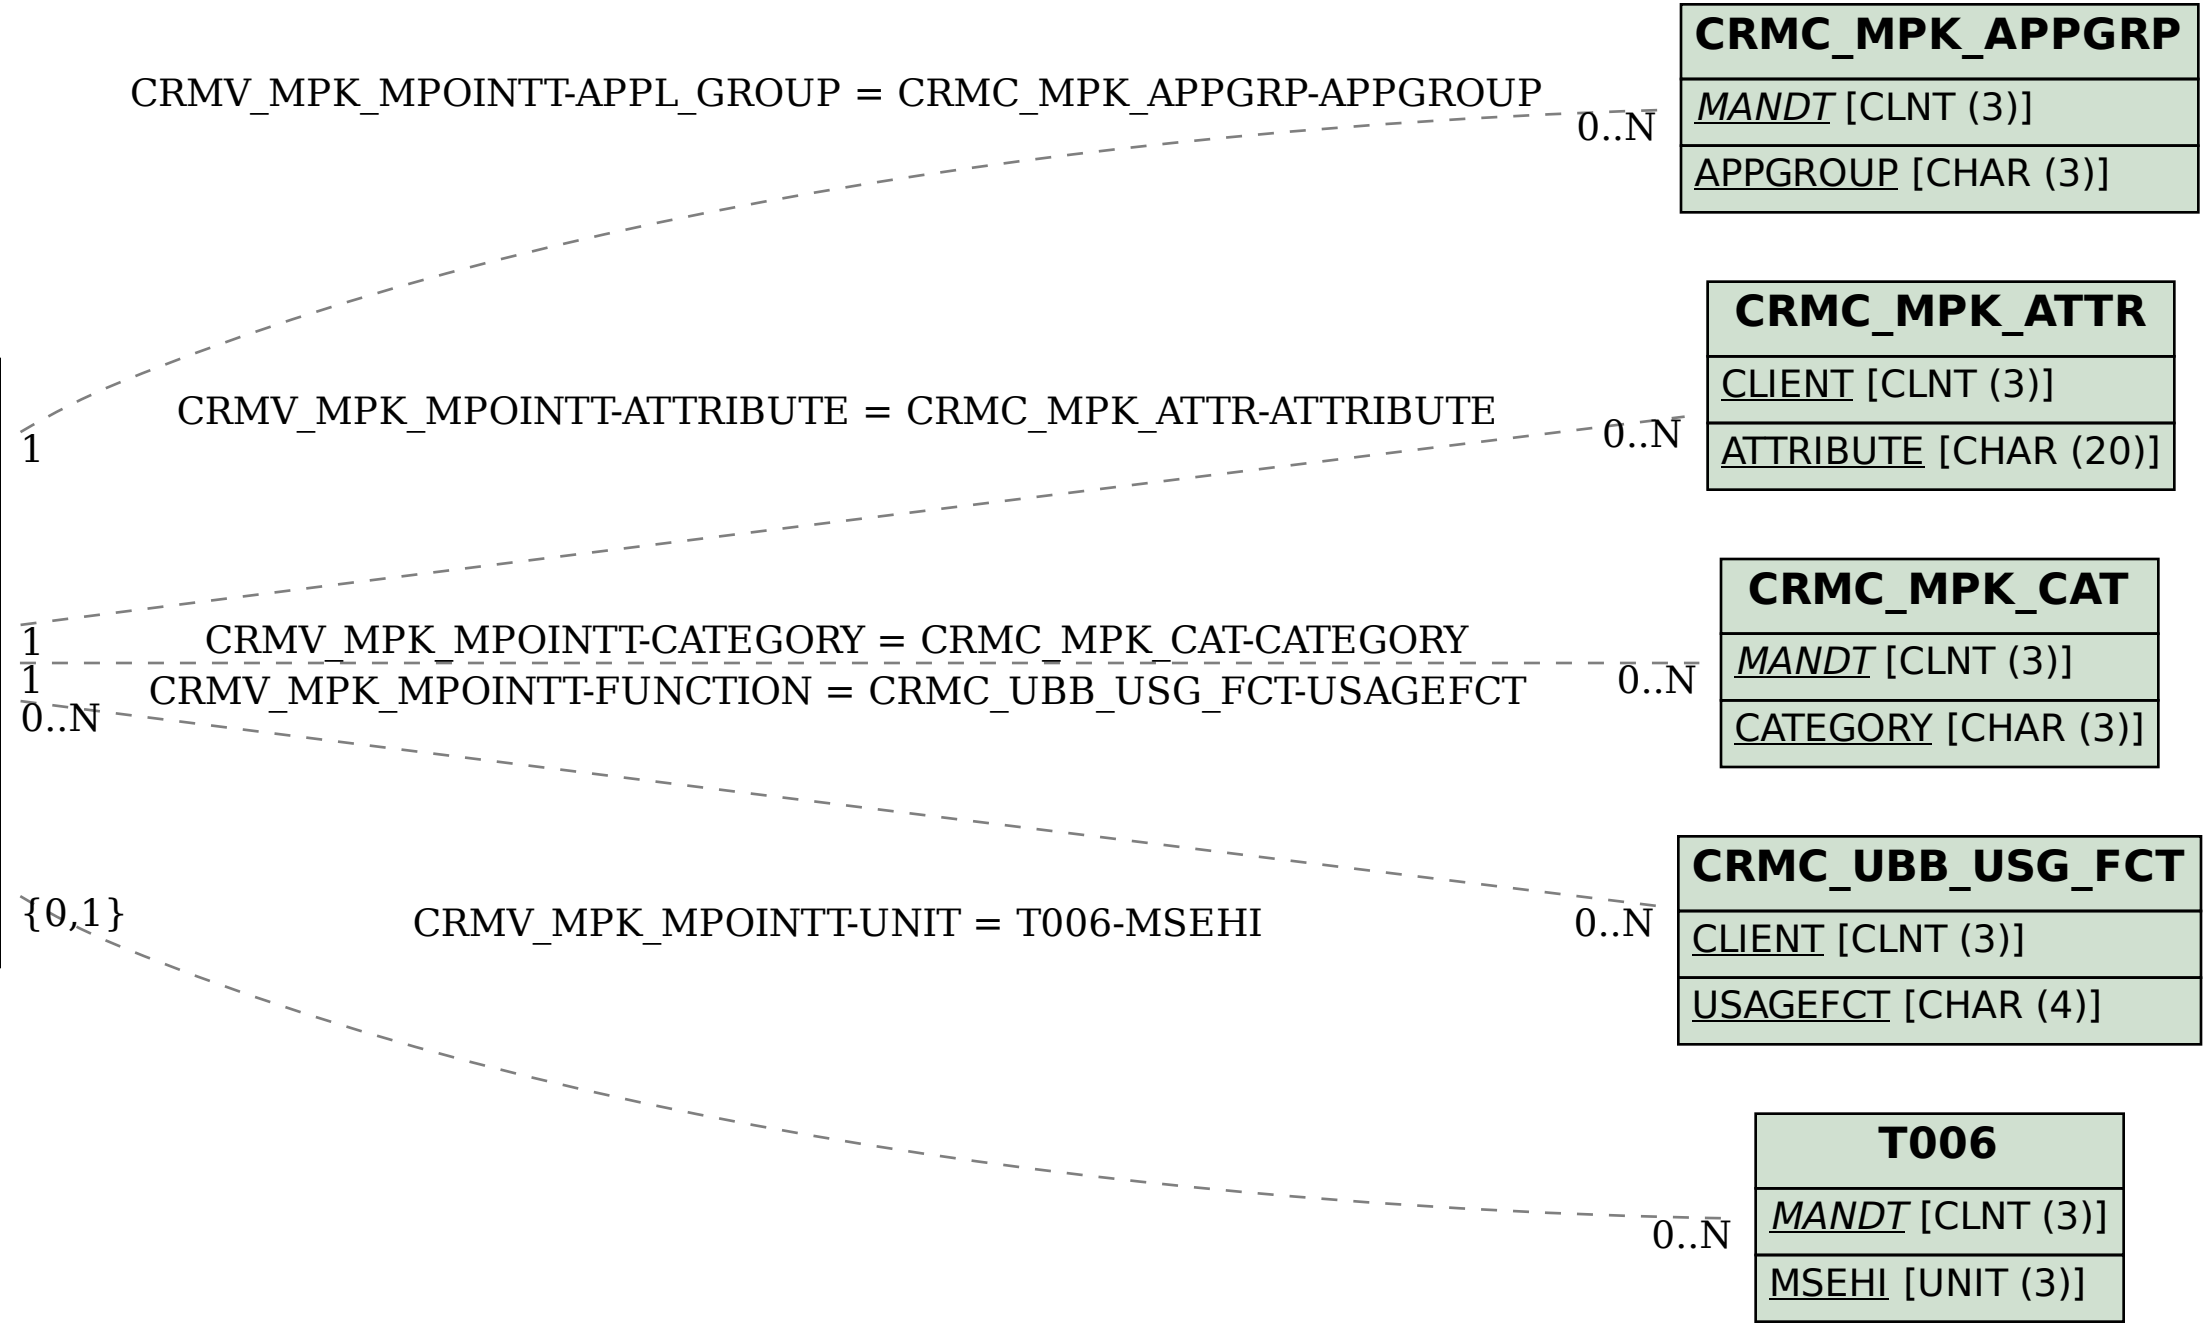 CRMC_MPK_APPGRP
CRMV_MPK_MPOINTT-APPL_GROUP = CRMC_MPK_APPGRP-APPGROUP
0..N
MANDT [CLNT (3)]
APPGROUP [CHAR (3)]
1
CRMC_MPK_ATTR
CRMV_MPK_MPOINTT-ATTRIBUTE = CRMC_MPK_ATTR-ATTRIBUTE
0..N
CLIENT [CLNT (3)]
ATTRIBUTE [CHAR (20)]
1
CRMC_MPK_CAT
CRMV_MPK_MPOINTT-CATEGORY = CRMC_MPK_CAT-CATEGORY
1
0..N
MANDT [CLNT (3)]
CATEGORY [CHAR (3)]
CRMV_MPK_MPOINTT-FUNCTION = CRMC_UBB_USG_FCT-USAGEFCT
0..N
CRMC_UBB_USG_FCT
0..N
CLIENT [CLNT (3)]
USAGEFCT [CHAR (4)]
{0,1}
CRMV_MPK_MPOINTT-UNIT = T006-MSEHI
T006
0..N
MANDT [CLNT (3)]
MSEHI [UNIT (3)]